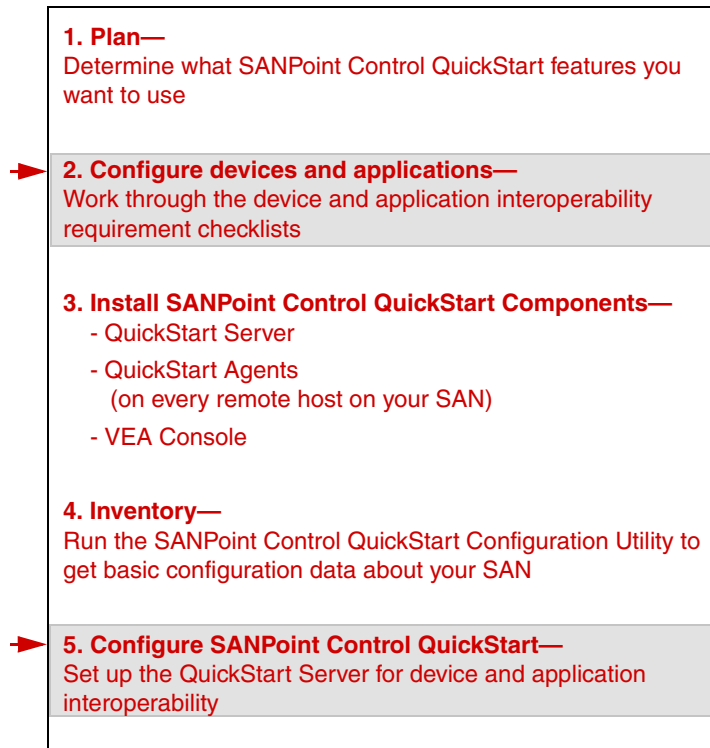 1. Plan—
Determine what SANPoint Control QuickStart features you
want to use
2. Configure devices and applications—
Work through the device and application interoperability
requirement checklists
3. Install SANPoint Control QuickStart Components—
- QuickStart Server
- QuickStart Agents
(on every remote host on your SAN)
- VEA Console
4. Inventory—
Run the SANPoint Control QuickStart Configuration Utility to
get basic configuration data about your SAN
5. Configure SANPoint Control QuickStart—
Set up the QuickStart Server for device and application
interoperability